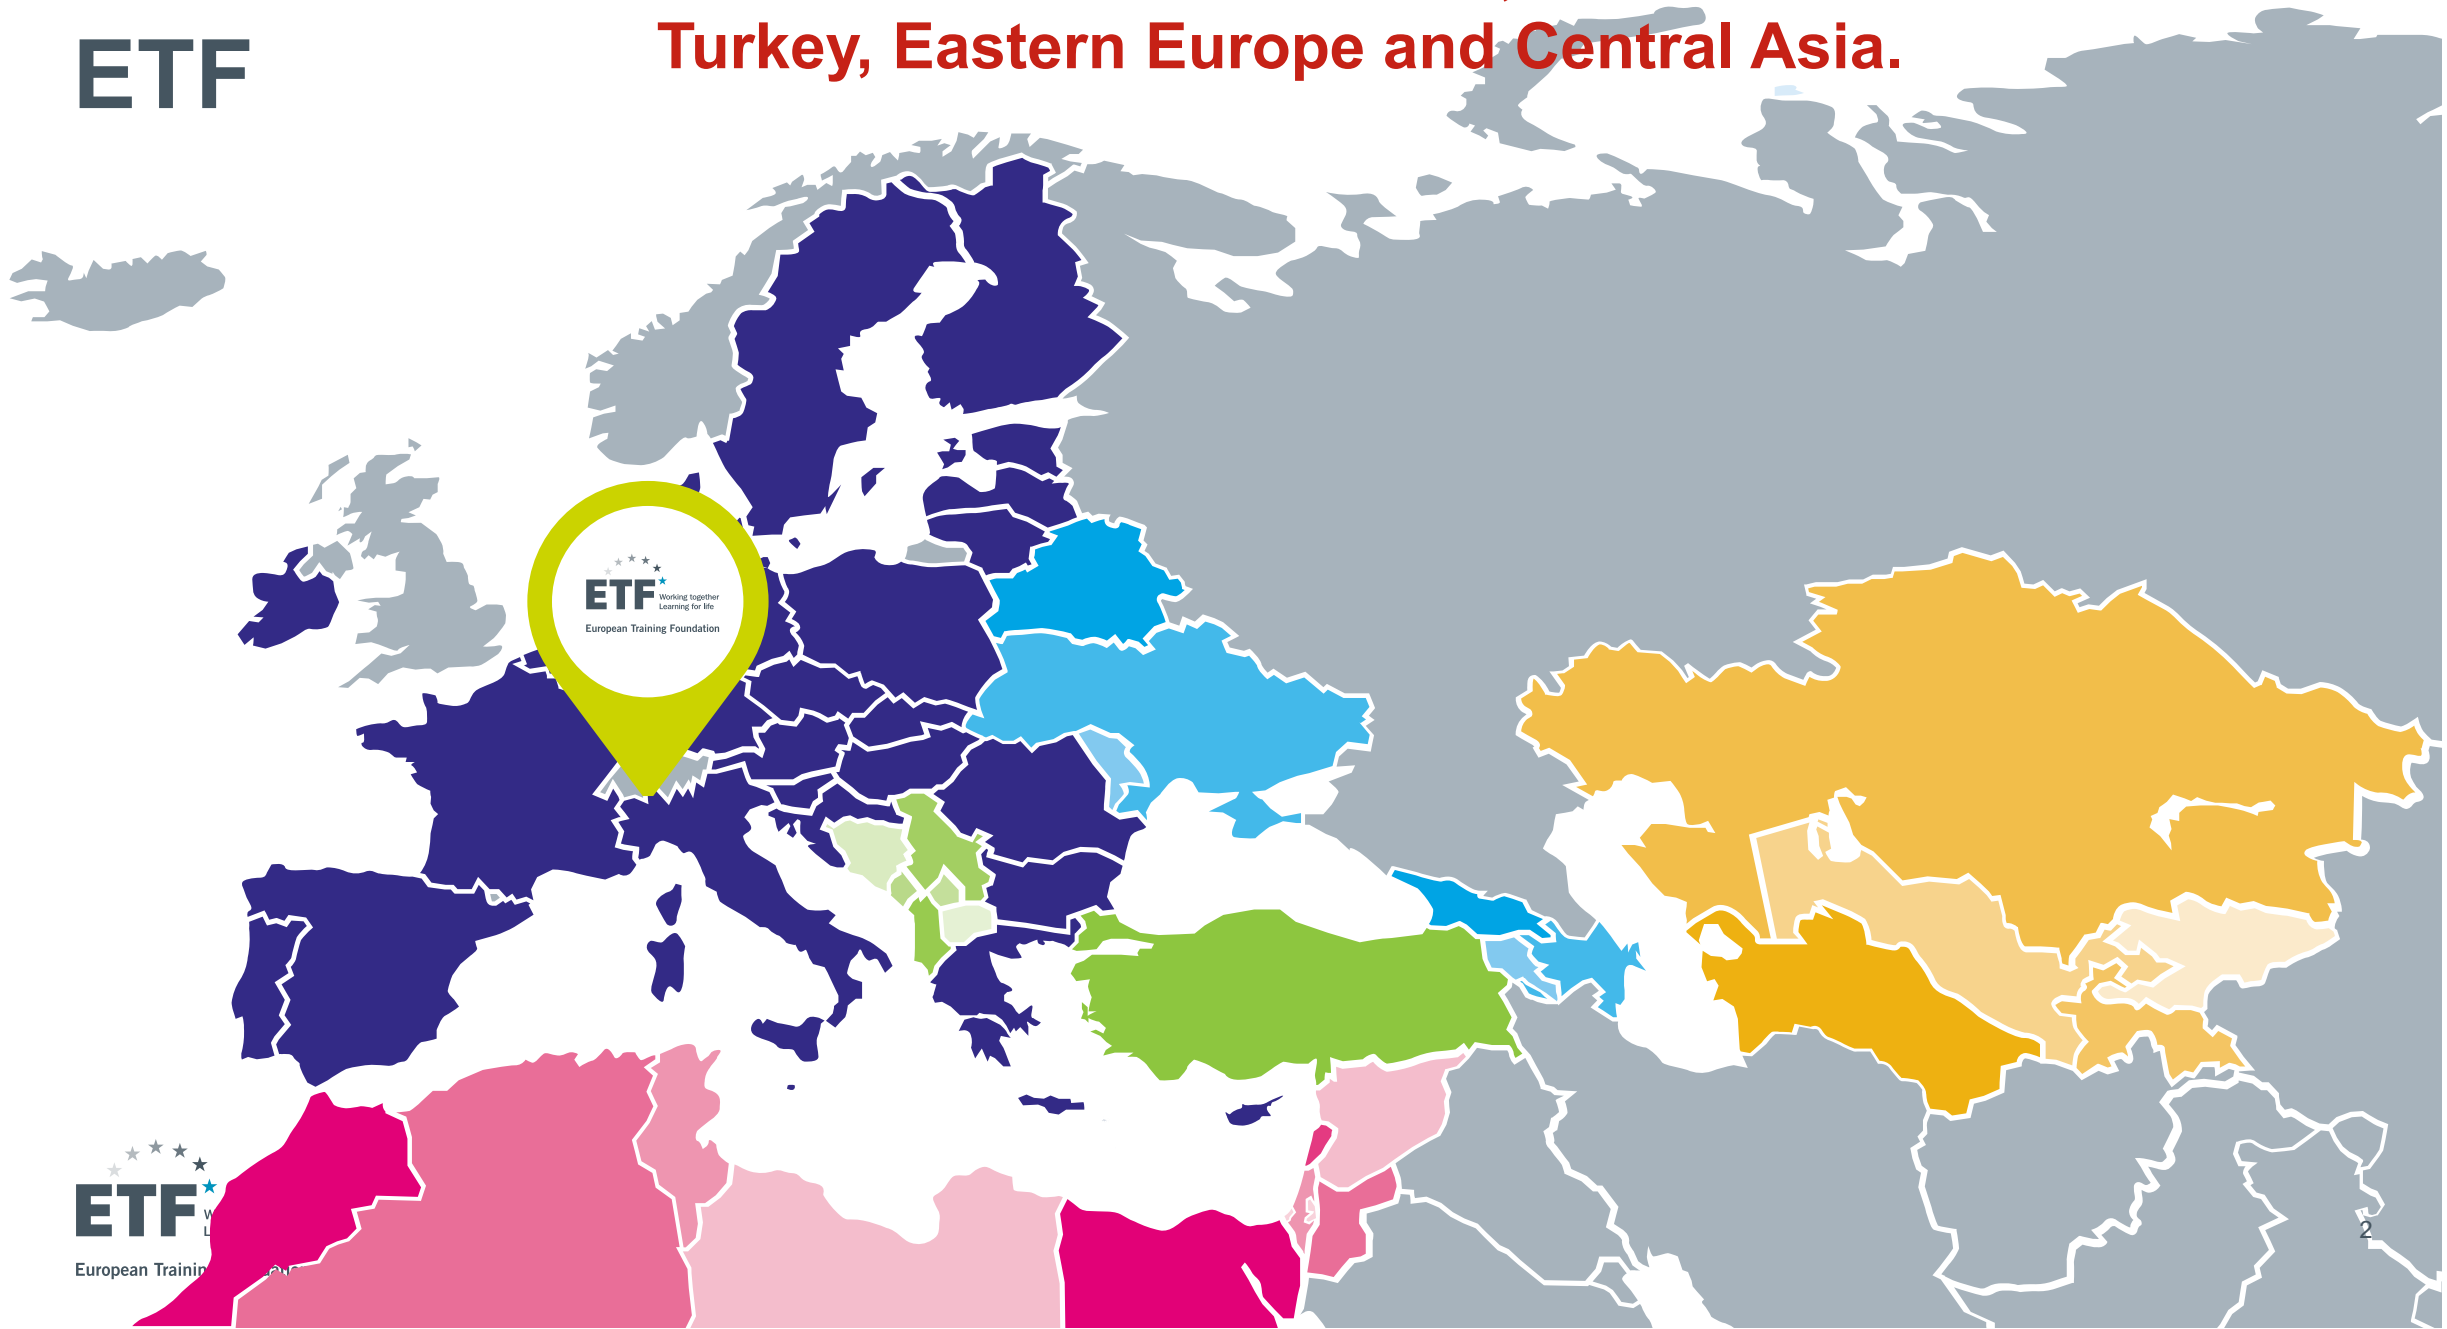 ETF
Turkey, Eastern Europe and Central Asia.
ETF
Working together
Learning for life
European Training Foundation
ETF
European
2